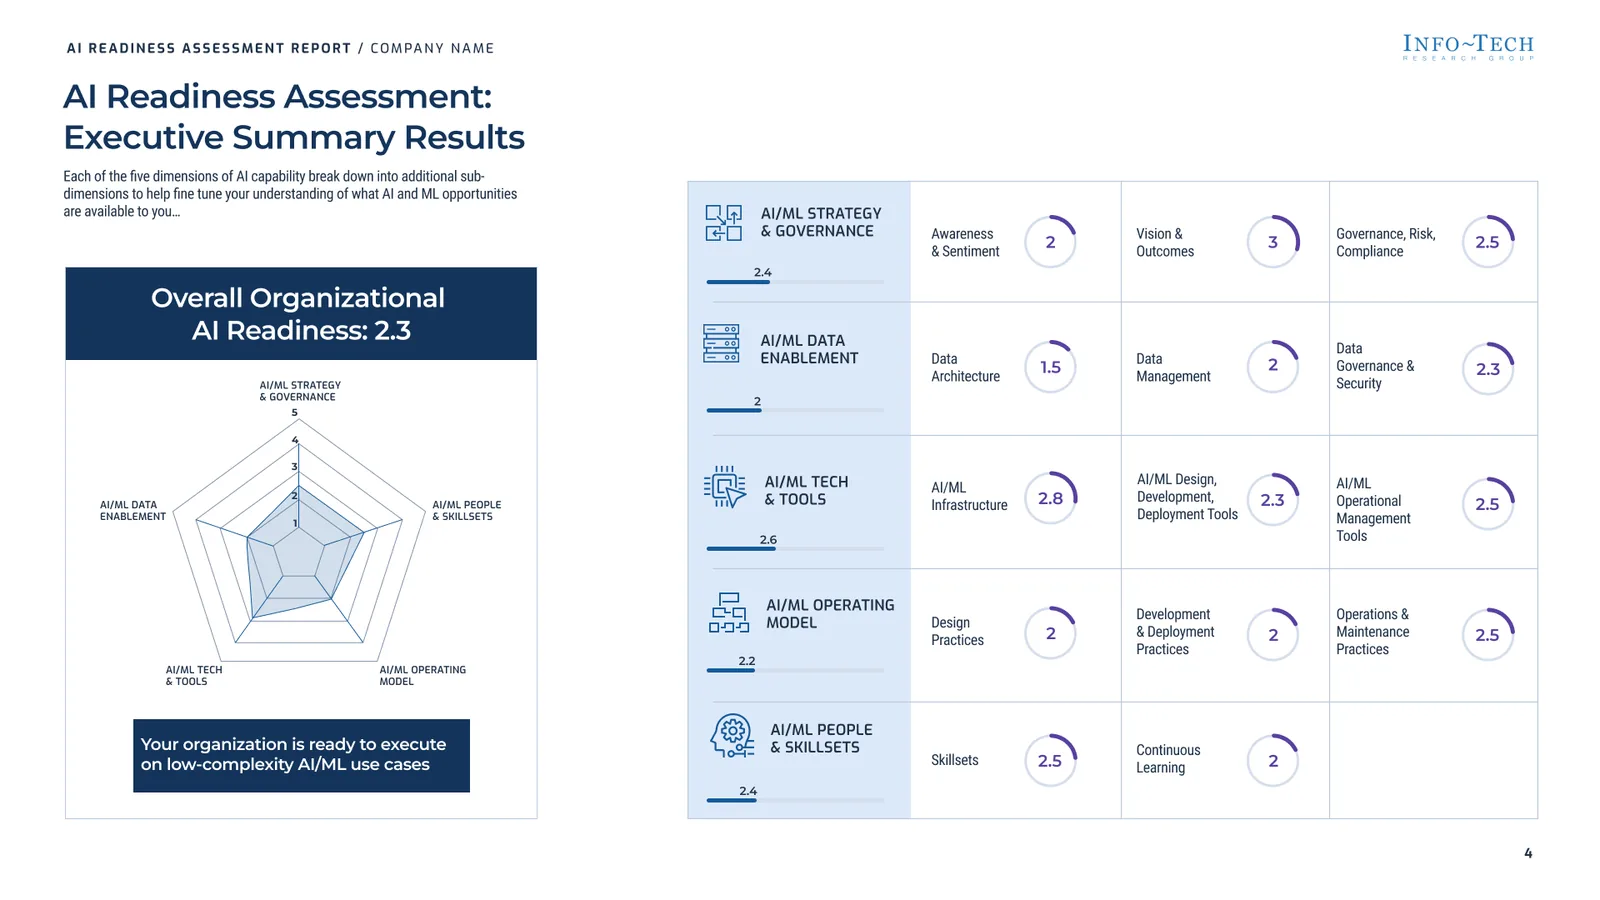 AI READINESS ASSESSMENT REPORT / COMPANY NAME
INFO~TECH
RESEARCH GROUP
AI Readiness Assessment:
Executive Summary Results
Each of the five dimensions of AI capability break down into additional sub-
dimensions to help fine tune your understanding of what AI and ML opportunities
are available to you...
Overall Organizational
AI Readiness: 2.3
AI/ML STRATEGY
& GOVERNANCE
5
4
3
2
1
AI/ML DATA
ENABLEMENT
AI/ML PEOPLE
& SKILLSETS
AI/ML TECH
& TOOLS
AI/ML OPERATING
MODEL
Your organization is ready to execute
on low-complexity AI/ML use cases
AI/ML STRATEGY
& GOVERNANCE
2.4
Awareness
& Sentiment
2
Vision &
Outcomes
3
Governance, Risk,
Compliance
2.5
AI/ML DATA
ENABLEMENT
2
Data
Architecture
1.5
Data
Management
2
Data
Governance &
Security
2.3
AI/ML TECH
& TOOLS
2.6
AI/ML
Infrastructure
2.8
AI/ML Design,
Development,
Deployment Tools
2.3
AI/ML
Operational
Management
Tools
2.5
AI/ML OPERATING
MODEL
2.2
Design
Practices
2
Development
& Deployment
Practices
2
Operations &
Maintenance
Practices
2.5
AI/ML PEOPLE
& SKILLSETS
2.4
Skillsets
2.5
Continuous
Learning
2
4